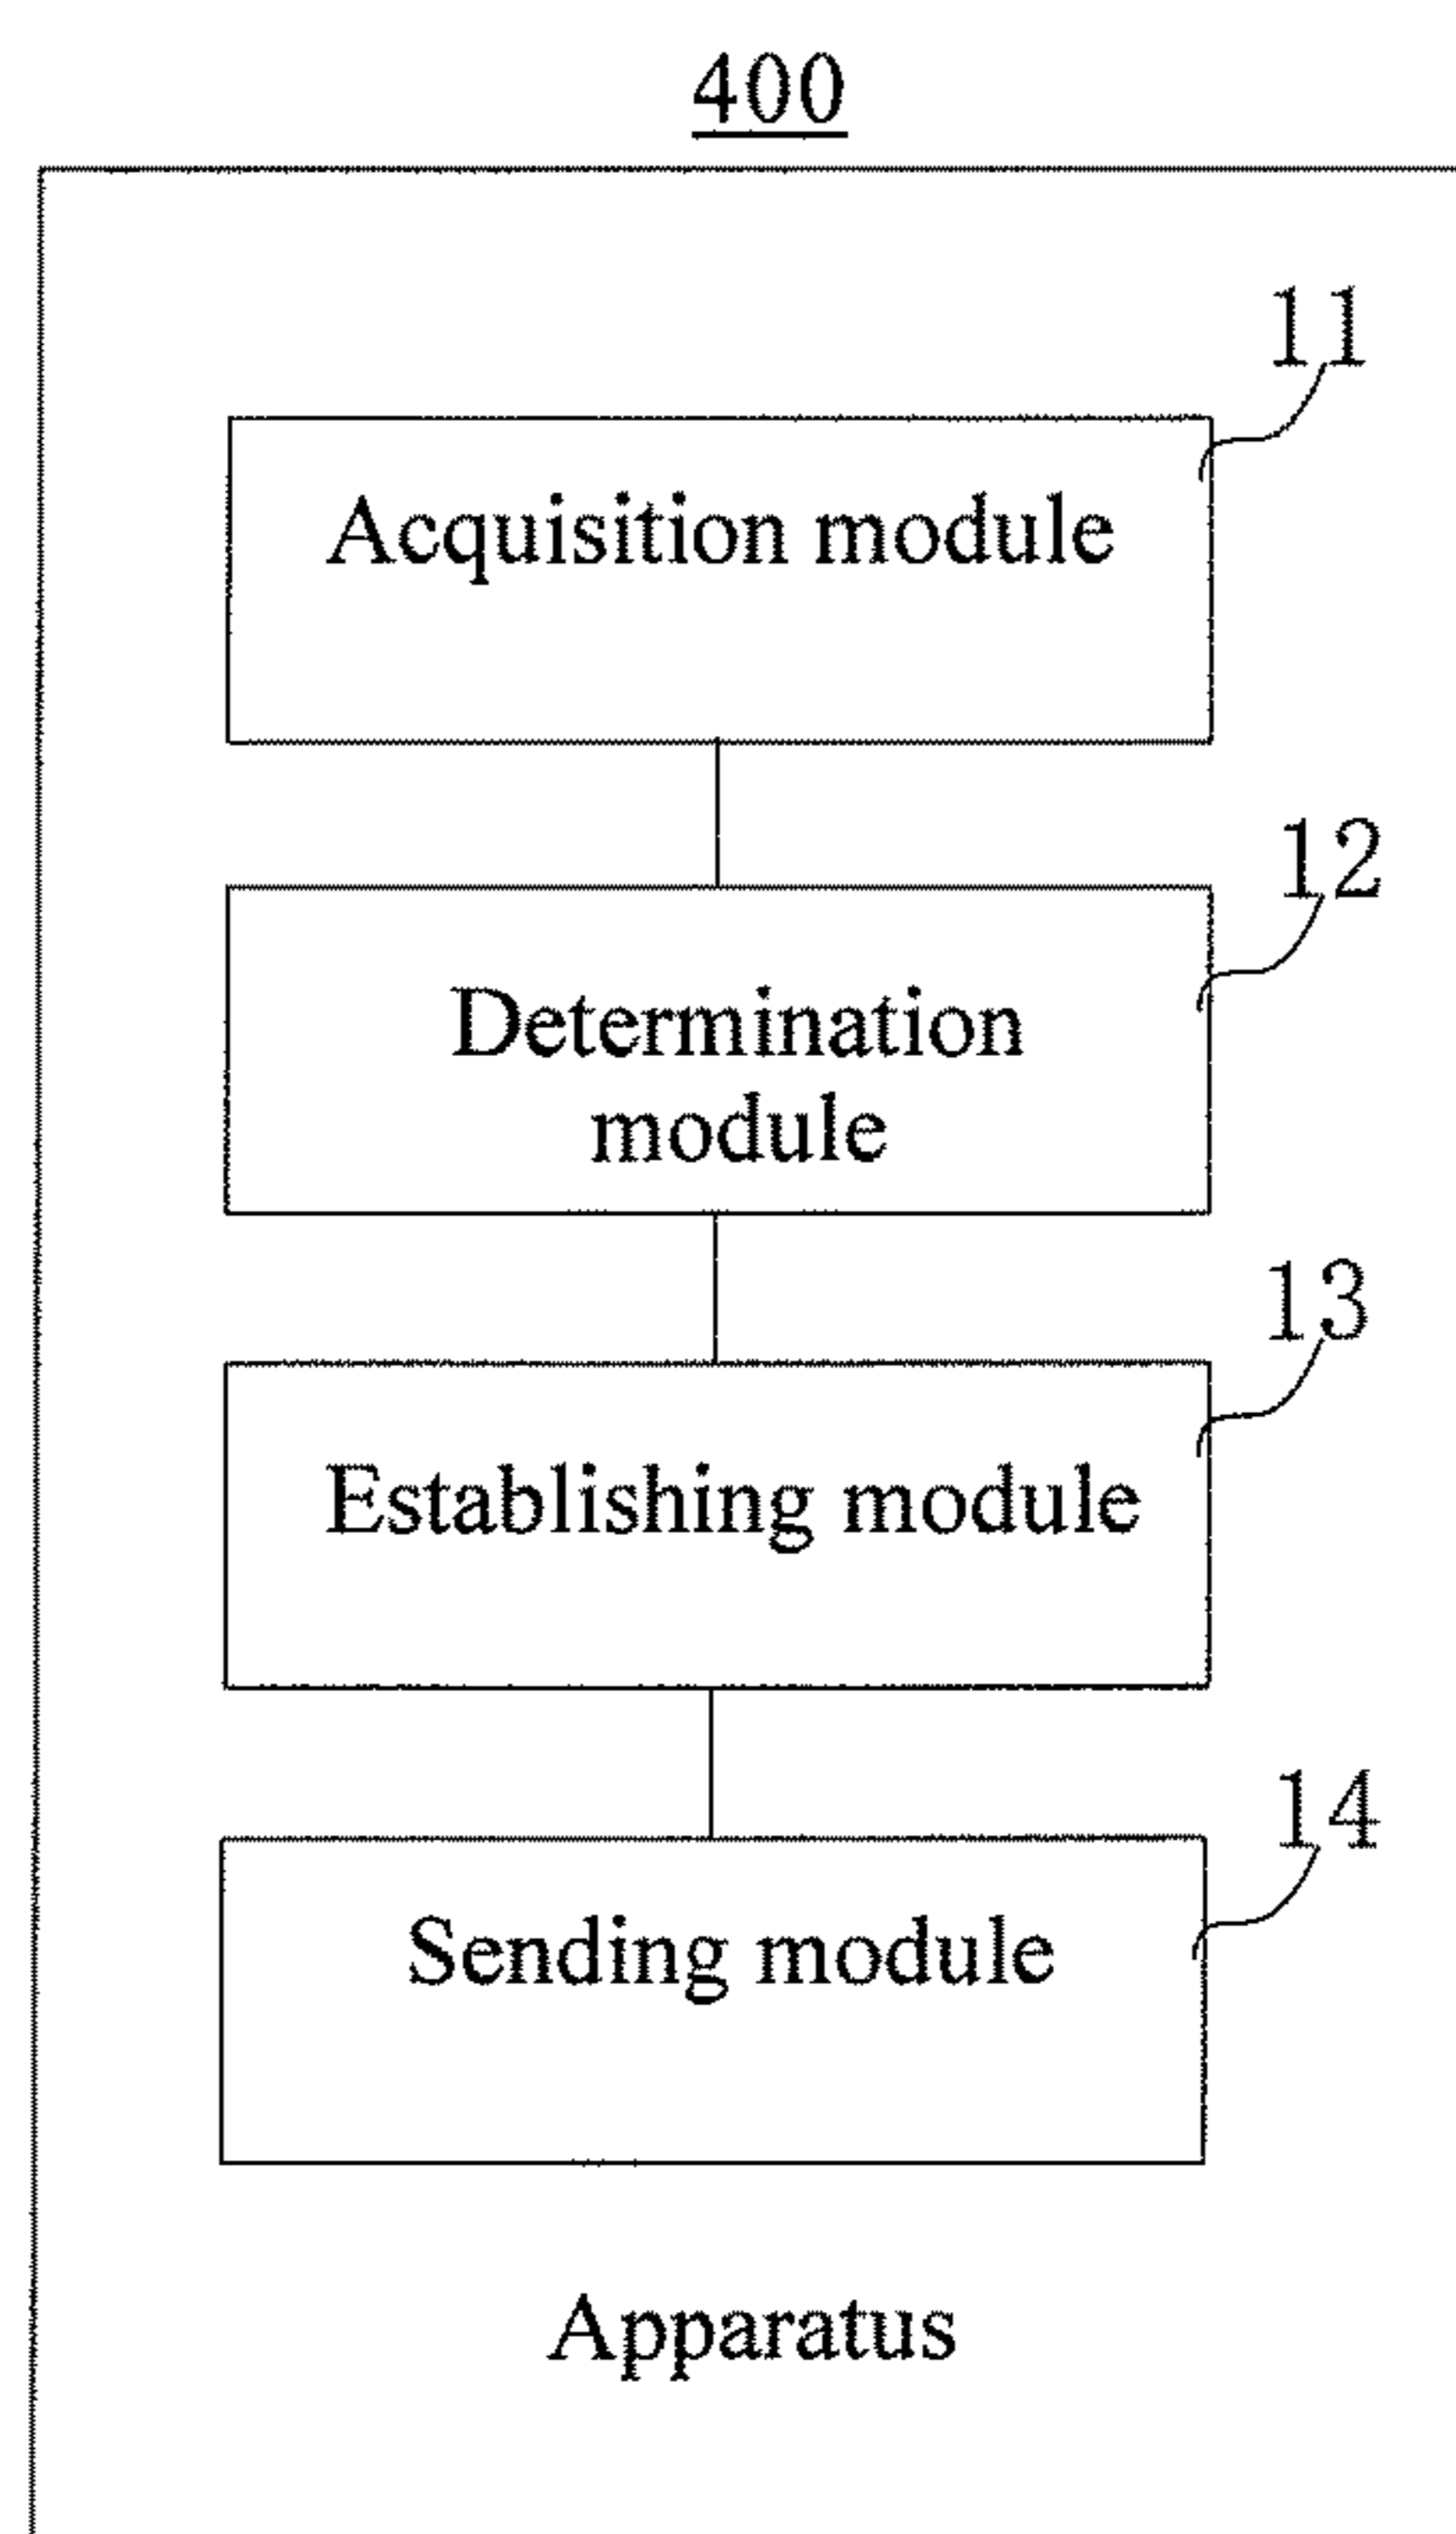 400
11
Acquisition module
12
Determination
module
13
Establishing module
14
Sending module
Apparatus